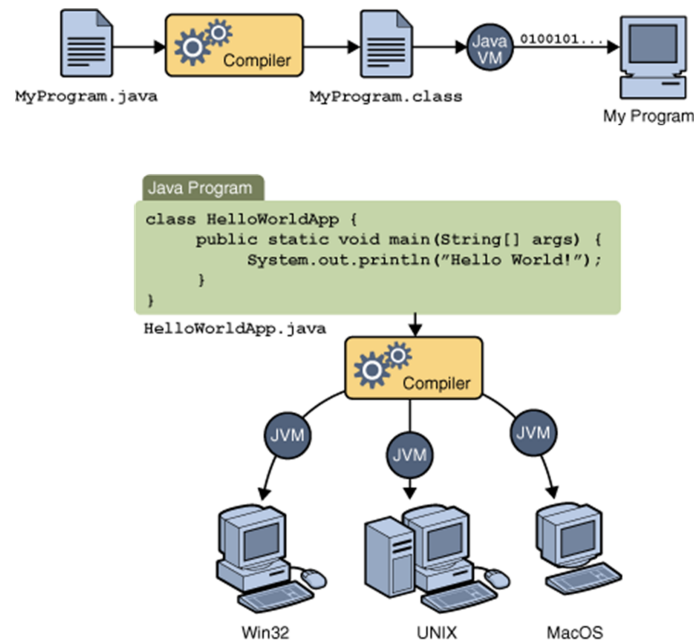 MyProgram.java
Compiler
MyProgram.class
Java
VM
0100101...
My Program
Java Program
class HelloWorldApp {
    public static void main(String[] args) {
        System.out.println("Hello World!");
    }
}
HelloWorldApp.java
Compiler
JVM
JVM
JVM
Win32
UNIX
MacOS